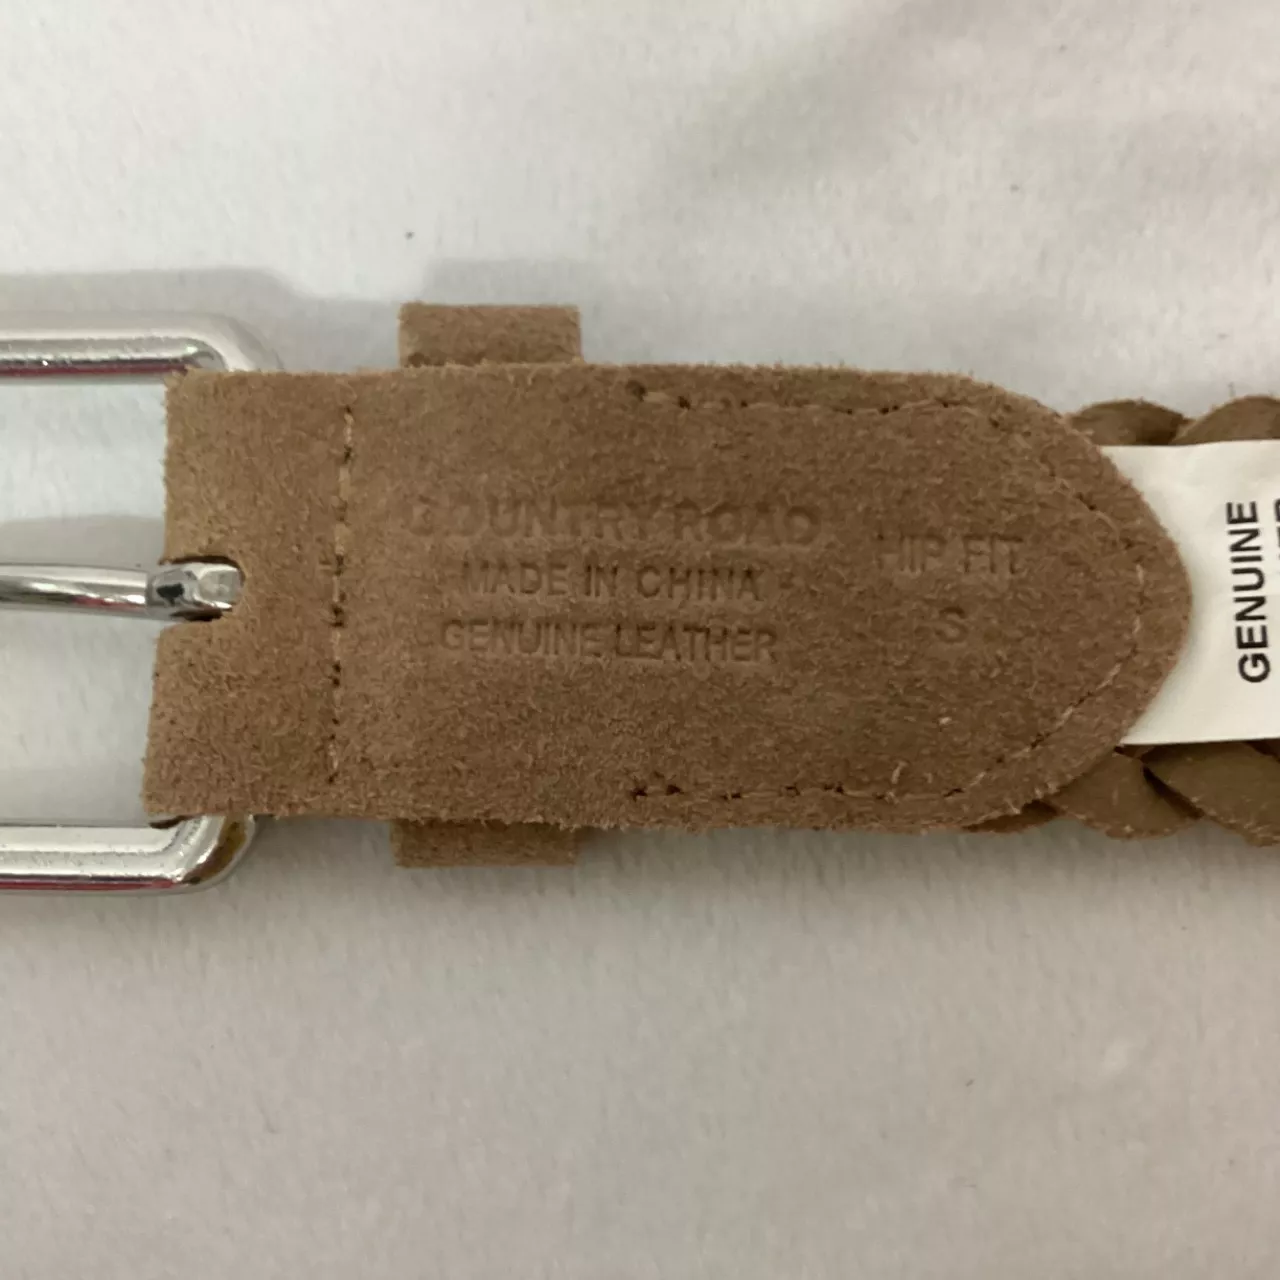 COUNTRY ROAD
MADE IN CHINA
GENUINE LEATHER
HIP FIT
S
GENUINE